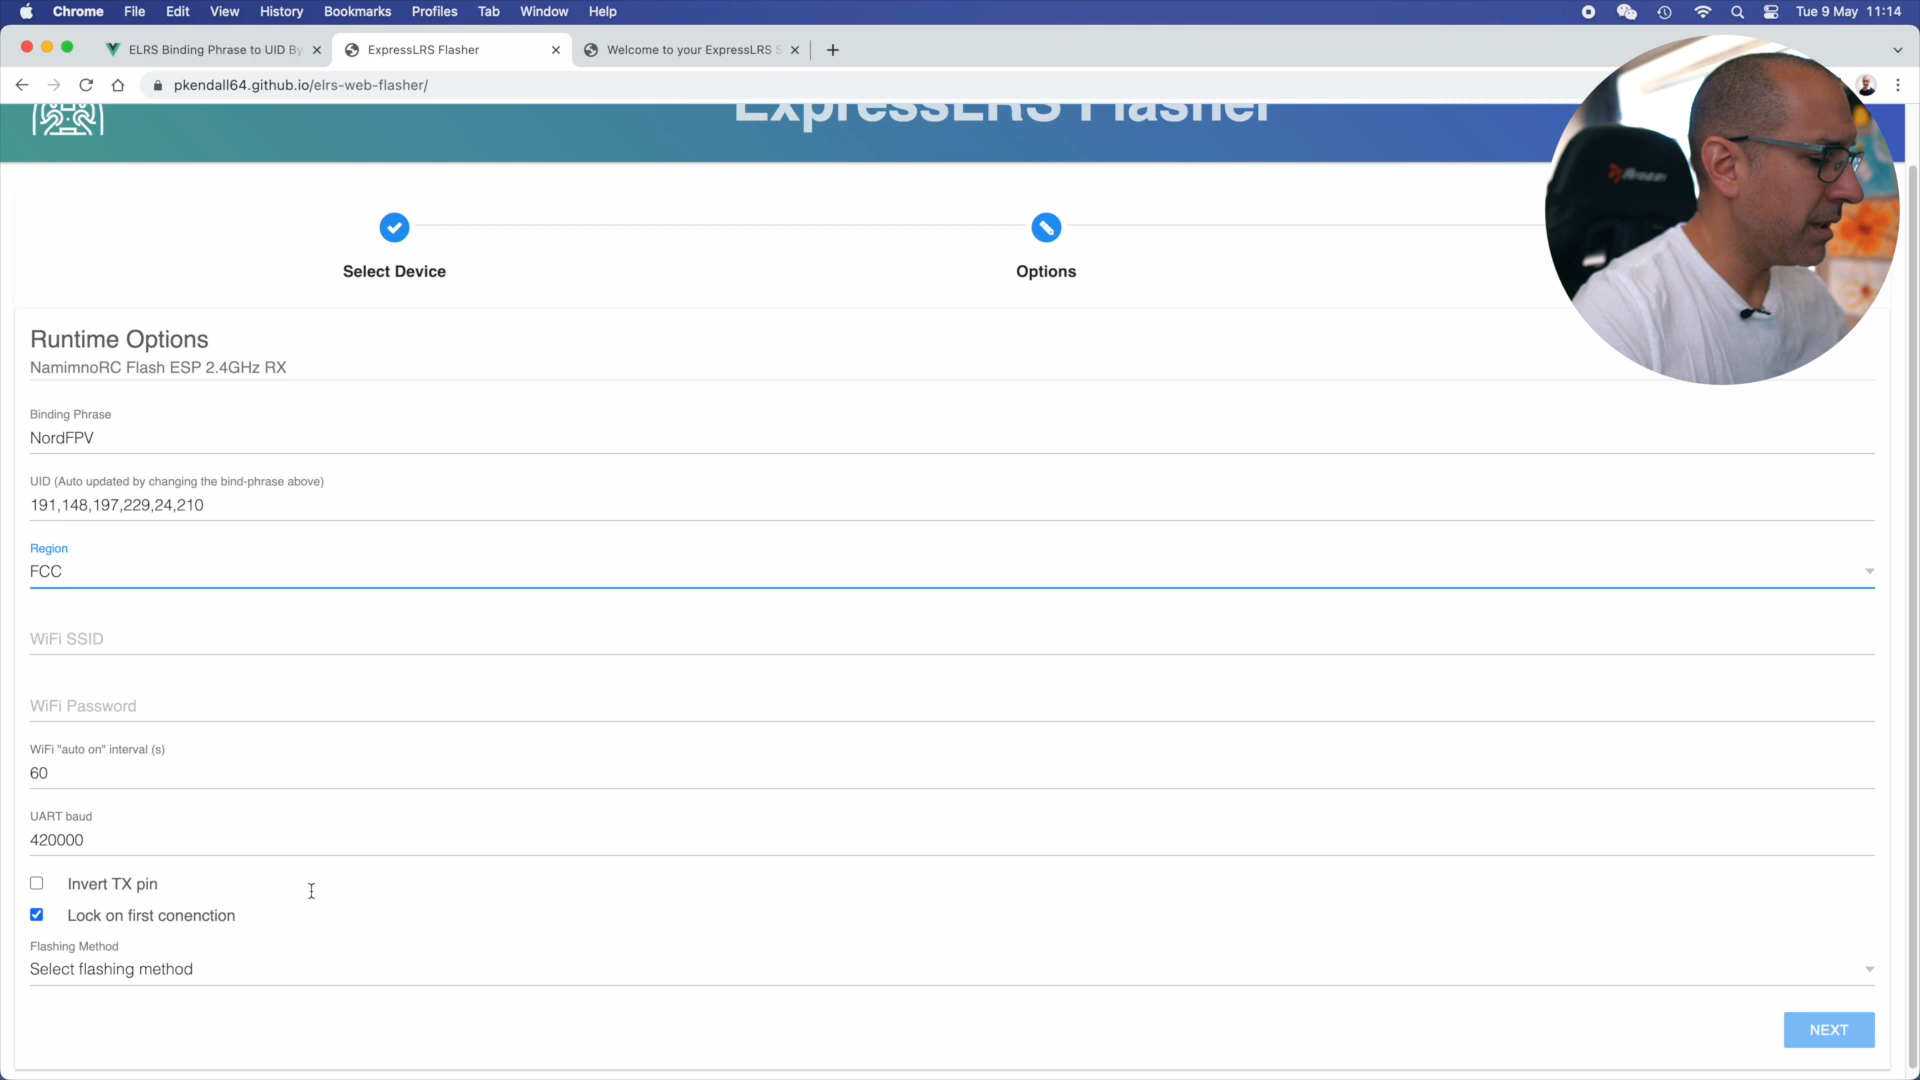 Chrome File Edit View History Bookmarks Profiles Tab Window Help Tue 9 May 11:14
ELRS Binding Phrase to UID By ExpressLRS Flasher Welcome to your ExpressLRS S
pkendall64.github.io/elrs-web-flasher/
ExpressLRS Flasher
Select Device Options
Runtime Options
NamimnoRC Flash ESP 2.4GHz RX
Binding Phrase
NordFPV
UID (Auto updated by changing the bind-phrase above)
191,148,197,229,24,210
Region
FCC
WiFi SSID
WiFi Password
WiFi "auto on" interval (s)
60
UART baud
420000
Invert TX pin
Lock on first conenction
Flashing Method
Select flashing method
NEXT